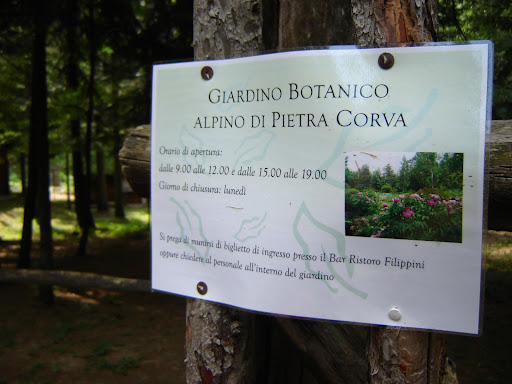 GIARDINO BOTANICO
ALPINO DI PIETRA CORVA
Orario di apertura:
dalle 9.00 alle 12.00 e dalle 15.00 alle 19.00
Giorno di chiusura: lunedì
Si prega di munirsi di biglietto di ingresso presso il Bar Ristoro Filippini
oppure chiedere al personale all'interno del giardino